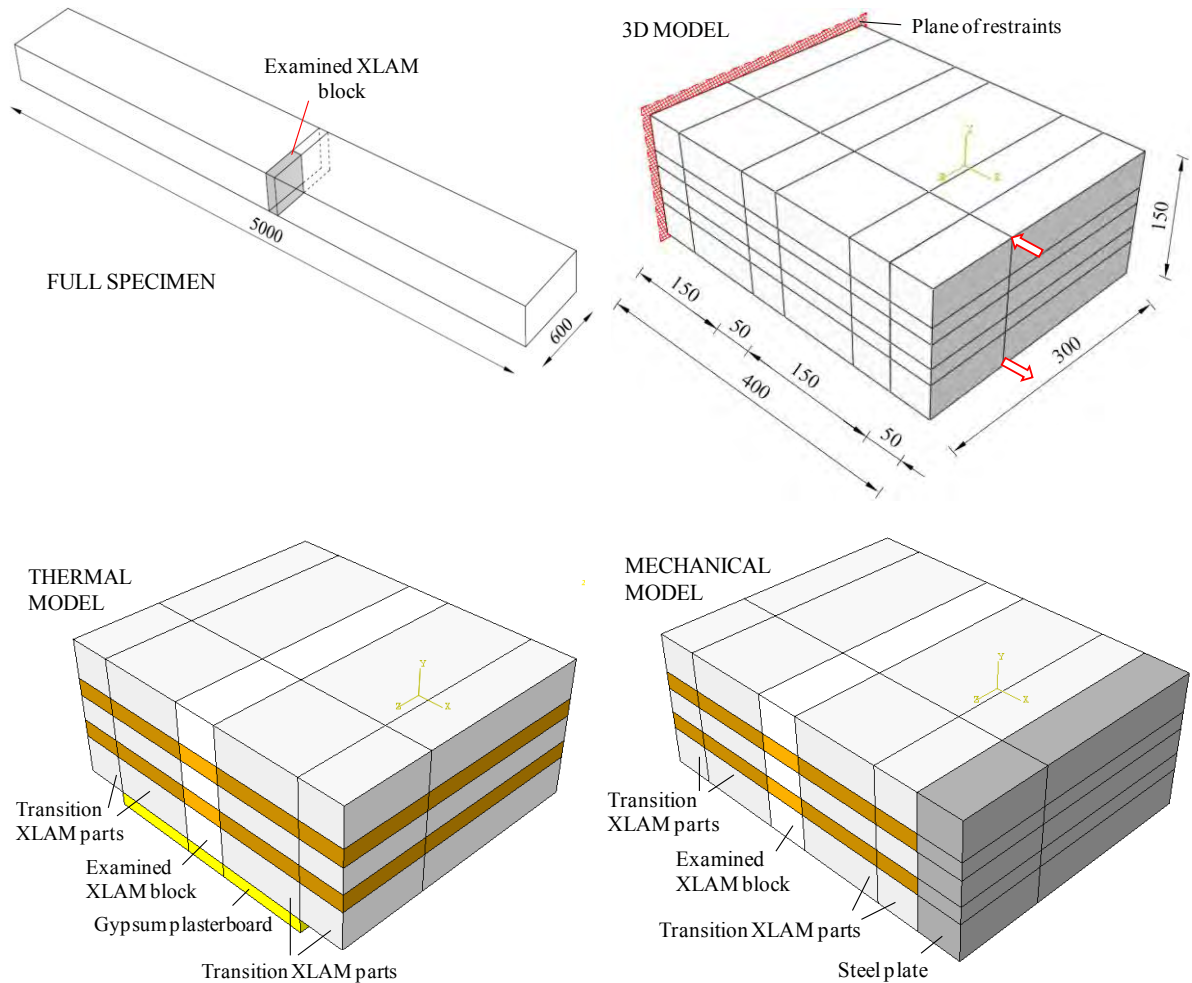 Examined XLAM
block
5000
600
FULL SPECIMEN
3D MODEL
Plane of restraints
Y
Z
X
150
150
50
150
50
400
300
THERMAL
MODEL
z
Y
Z
X
Transition
XLAM parts
Examined
XLAM block
Gypsum plasterboard
Transition XLAM parts
MECHANICAL
MODEL
Y
Z
X
Transition
XLAM parts
Examined
XLAM block
Transition XLAM parts
Steel plate